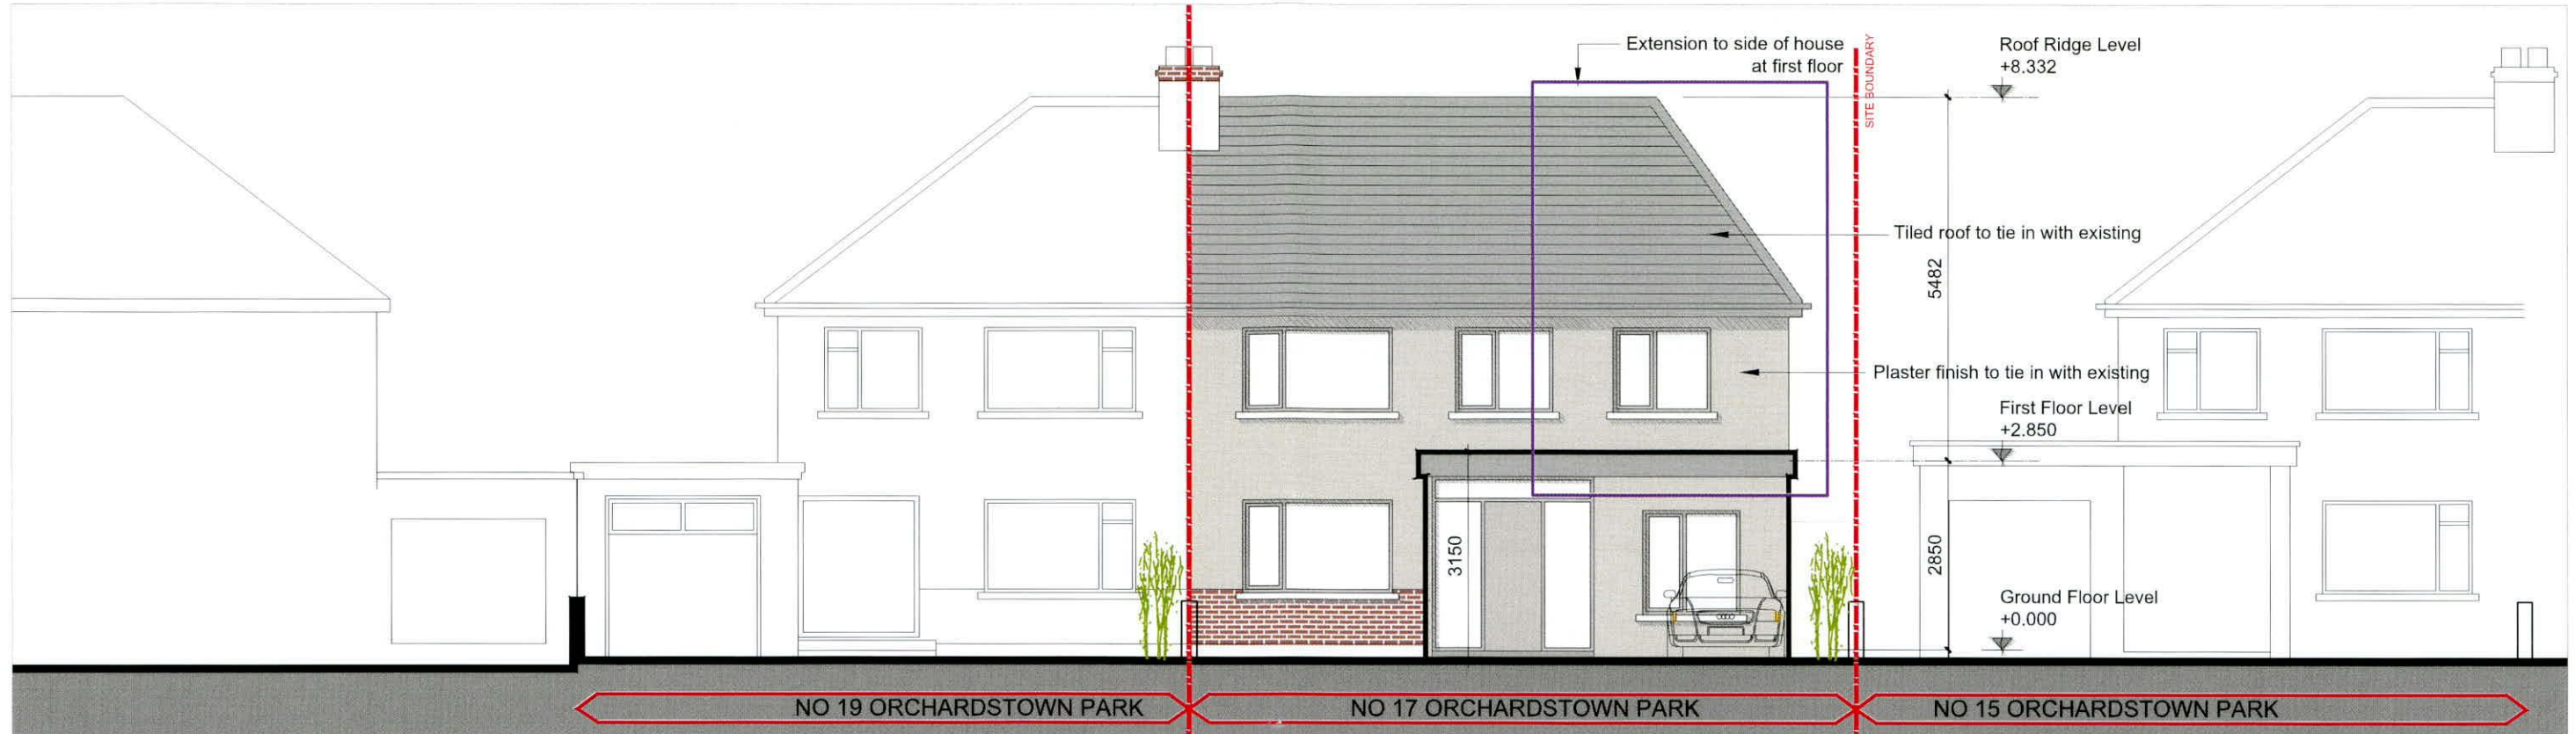 Extension to side of house
at first floor
SITE BOUNDARY
Roof Ridge Level
+8.332
Tiled roof to tie in with existing
5482
Plaster finish to tie in with existing
First Floor Level
+2.850
3150
2850
Ground Floor Level
+0.000
NO 19 ORCHARDSTOWN PARK
NO 17 ORCHARDSTOWN PARK
NO 15 ORCHARDSTOWN PARK